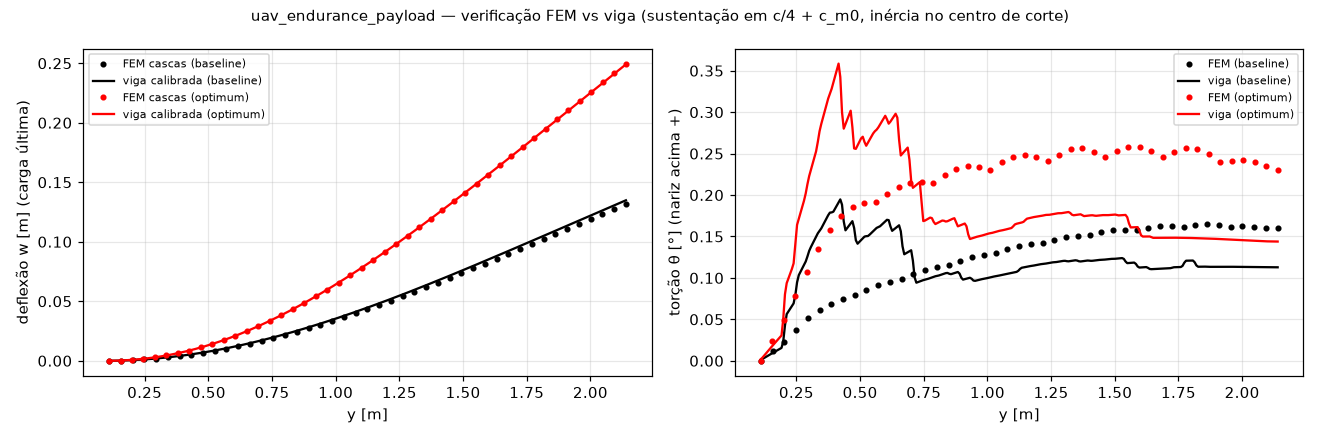 uav_endurance_payload — verificação FEM vs viga (sustentação em c/4 + c_m0, inércia no centro de corte)
deflexão w [m] (carga última)
0.25
0.20
0.15
0.10
0.05
0.00
FEM cascas (baseline)
viga calibrada (baseline)
FEM cascas (optimum)
viga calibrada (optimum)
0.25 0.50 0.75 1.00 1.25 1.50 1.75 2.00
y [m]
torção θ [°] (nariz acima +)
0.35
0.30
0.25
0.20
0.15
0.10
0.05
0.00
FEM (baseline)
viga (baseline)
FEM (optimum)
viga (optimum)
0.25 0.50 0.75 1.00 1.25 1.50 1.75 2.00
y [m]